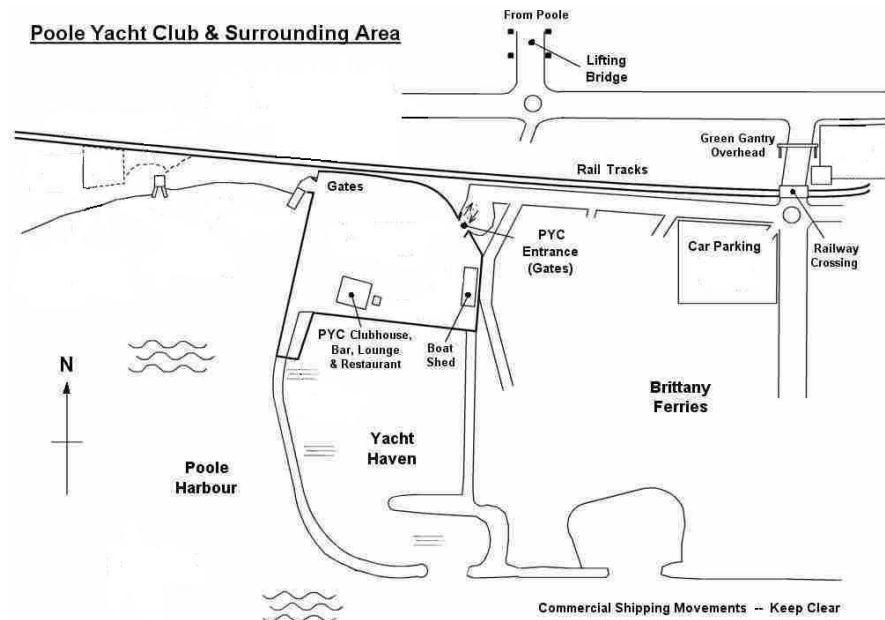 From Poole
Poole Yacht Club & Surrounding Area
Lifting
Bridge
Green Gantry
Overhead
Rail Tracks
Gates
PYC
Entrance
(Gates)
Car Parking
Railway
Crossing
PYC Clubhouse,
Bar, Lounge
& Restaurant
Boat
Shed
N
Brittany
Ferries
Yacht
Haven
Poole
Harbour
Commercial Shipping Movements -- Keep Clear